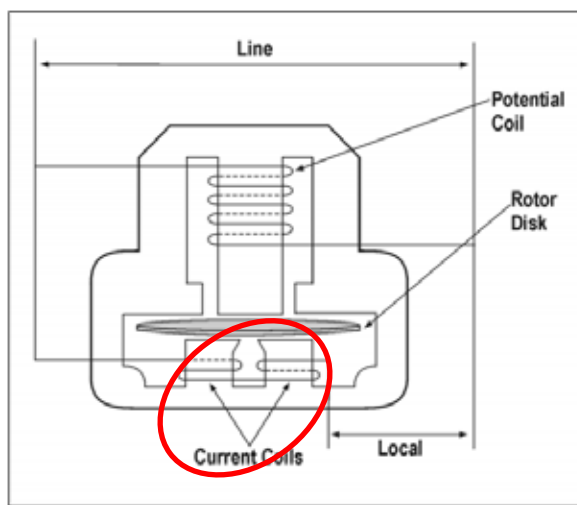 Line
Potential
Coil
Rotor
Disk
Current Coils
Local